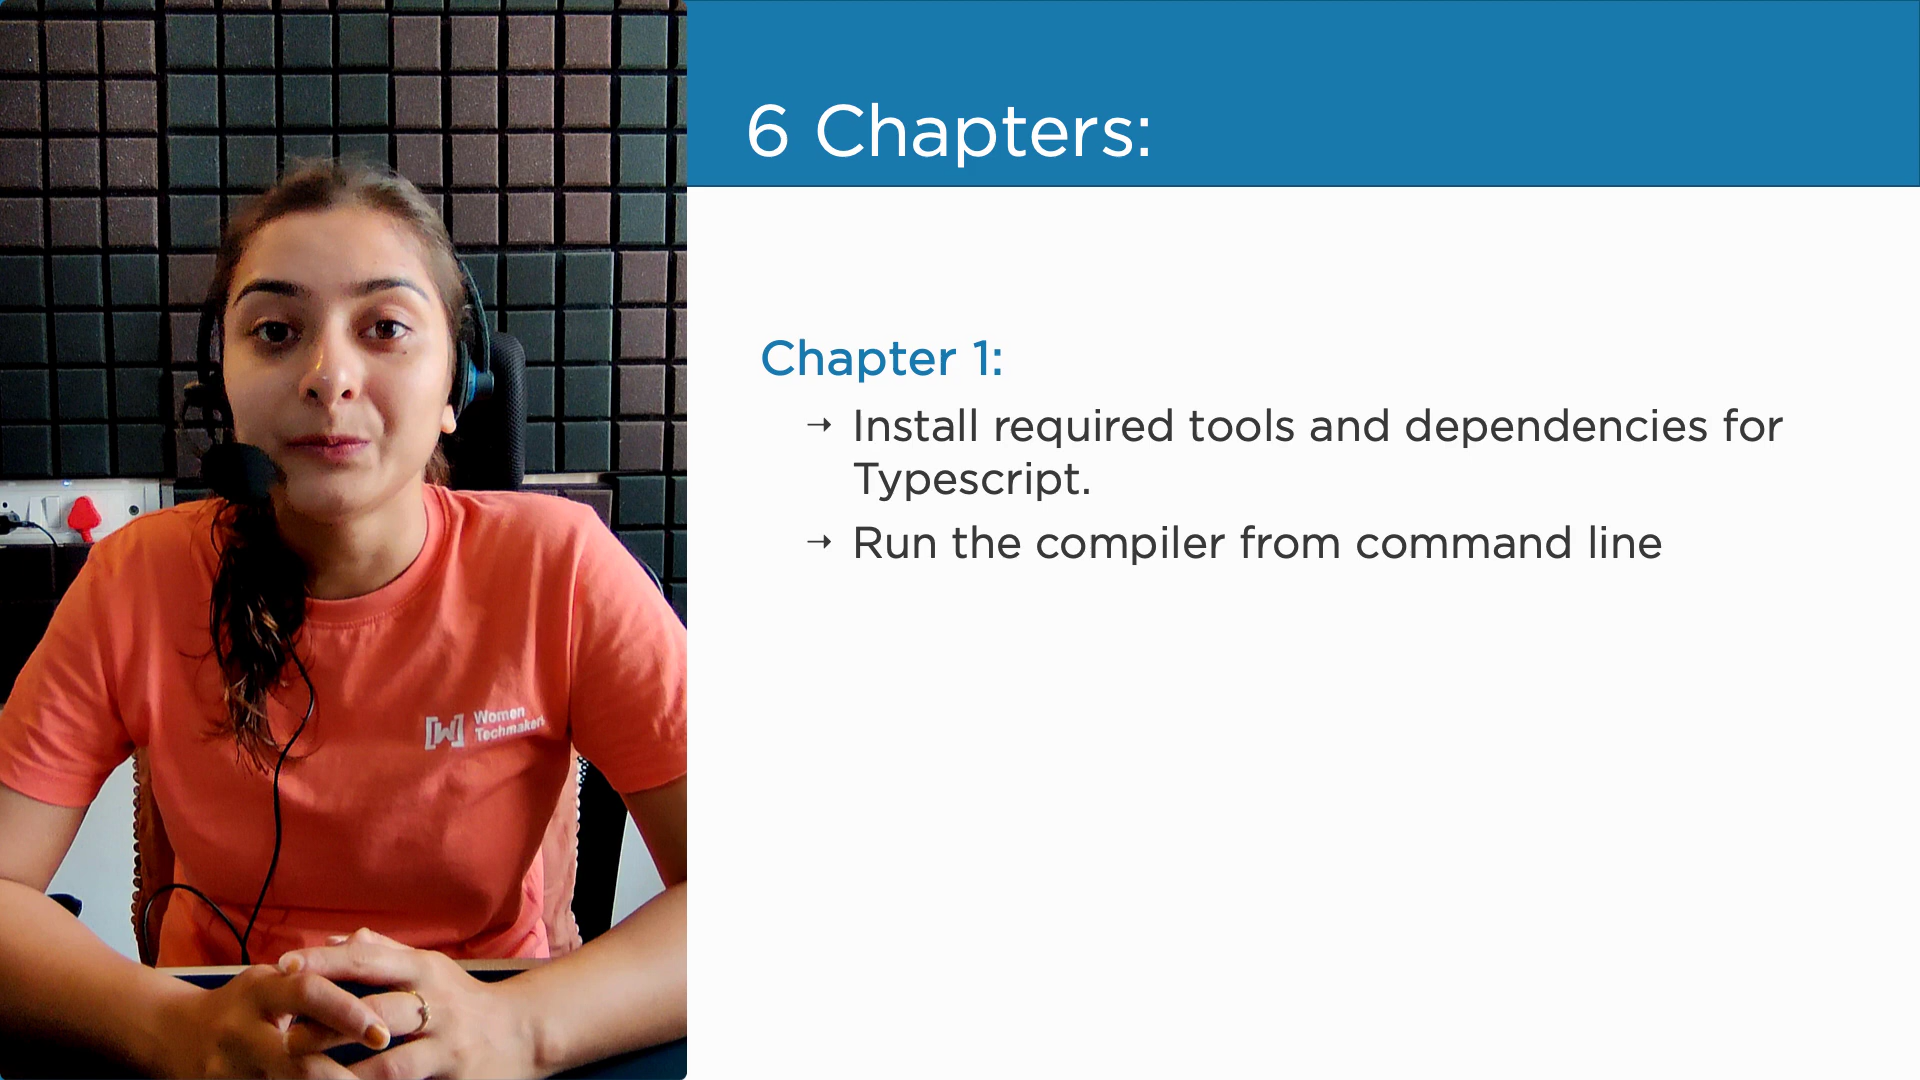 6 Chapters:
Chapter 1:
→ Install required tools and dependencies for
Typescript.
→ Run the compiler from command line
[W] Women
Techmakers